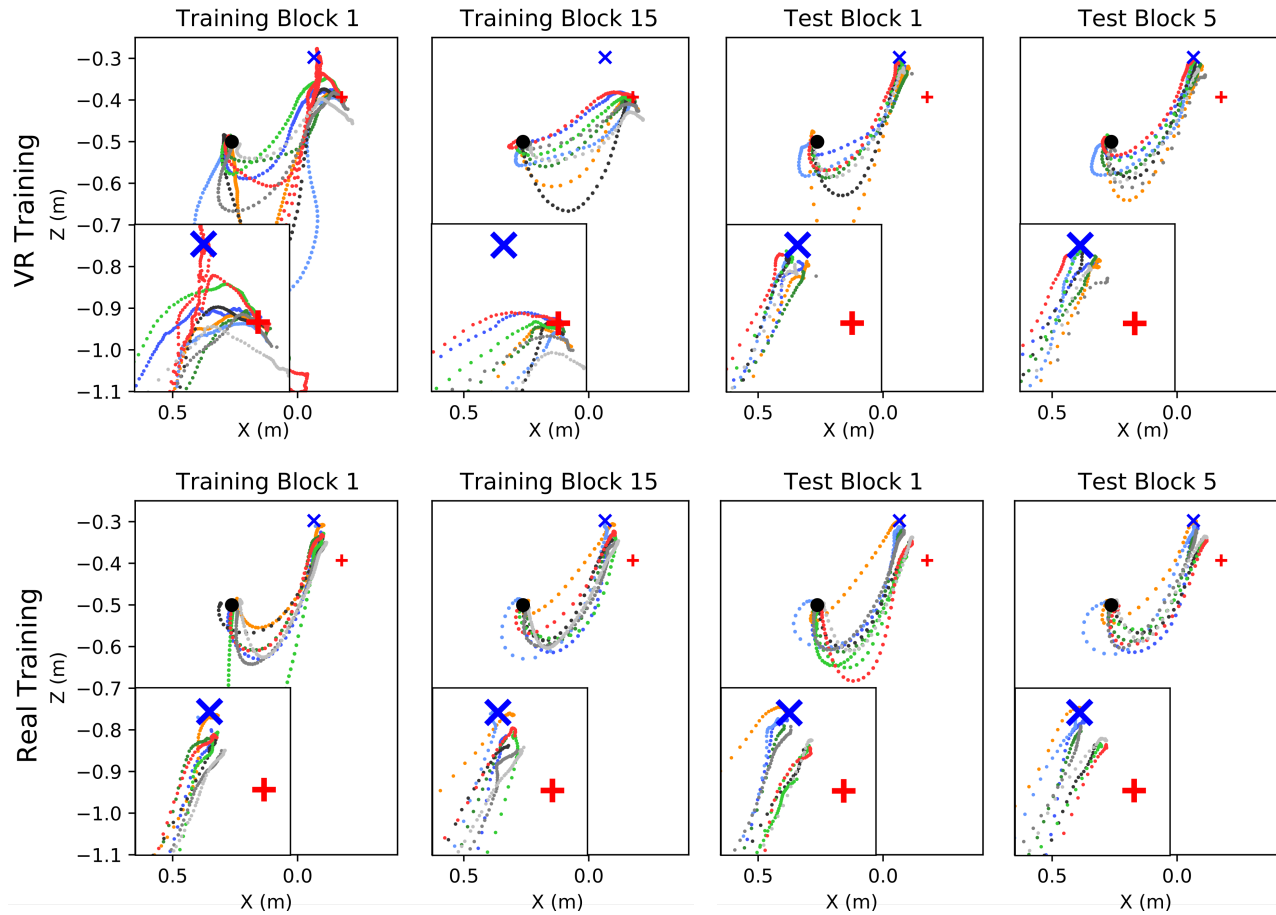 Training Block 1
Training Block 15
Test Block 1
Test Block 5
VR Training
Z (m)
−0.3
−0.4
−0.5
−0.6
−0.7
−0.8
−0.9
−1.0
−1.1
0.5 0.0
0.5 0.0
0.5 0.0
0.5 0.0
X (m)
X (m)
X (m)
X (m)
Training Block 1
Training Block 15
Test Block 1
Test Block 5
Real Training
Z (m)
−0.3
−0.4
−0.5
−0.6
−0.7
−0.8
−0.9
−1.0
−1.1
0.5 0.0
0.5 0.0
0.5 0.0
0.5 0.0
X (m)
X (m)
X (m)
X (m)